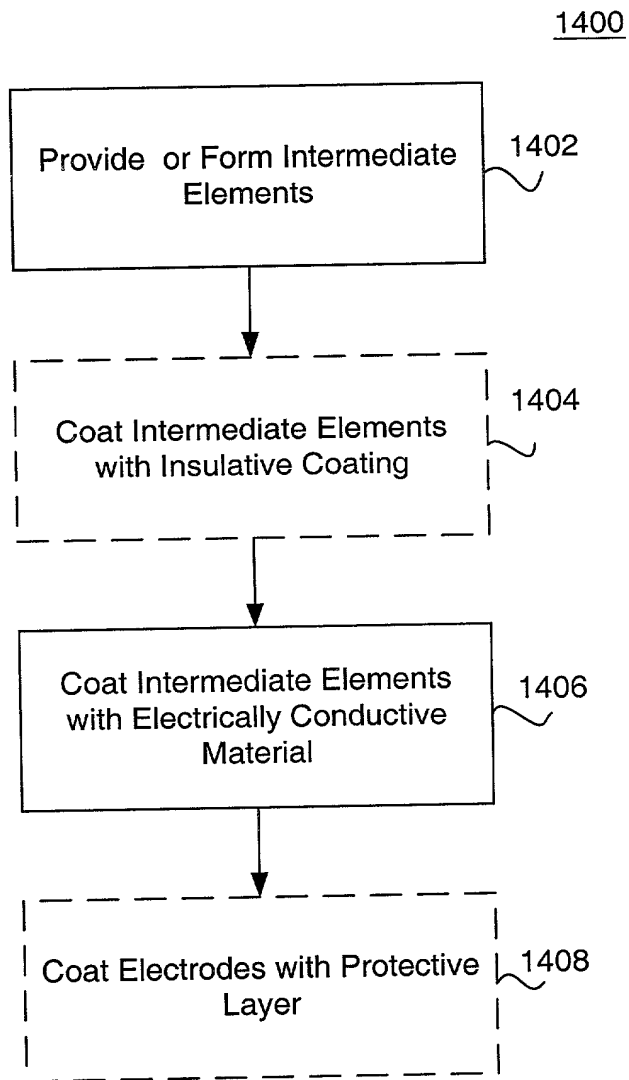 1400
Provide or Form Intermediate
Elements
1402
Coat Intermediate Elements
with Insulative Coating
1404
Coat Intermediate Elements
with Electrically Conductive
Material
1406
Coat Electrodes with Protective
Layer
1408